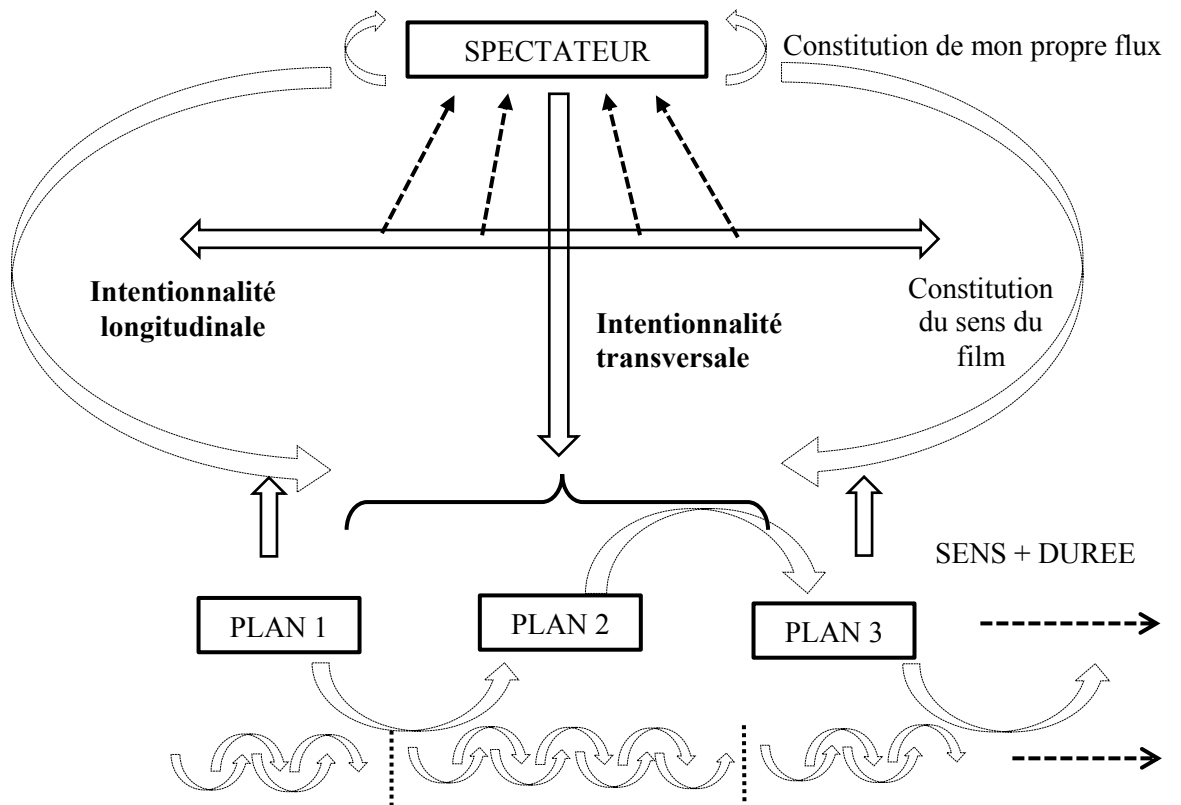 SPECTATEUR
Constitution de mon propre flux
Intentionnalité
longitudinale
Intentionnalité
transversale
Constitution
du sens du
film
SENS + DUREE
PLAN 1
PLAN 2
PLAN 3